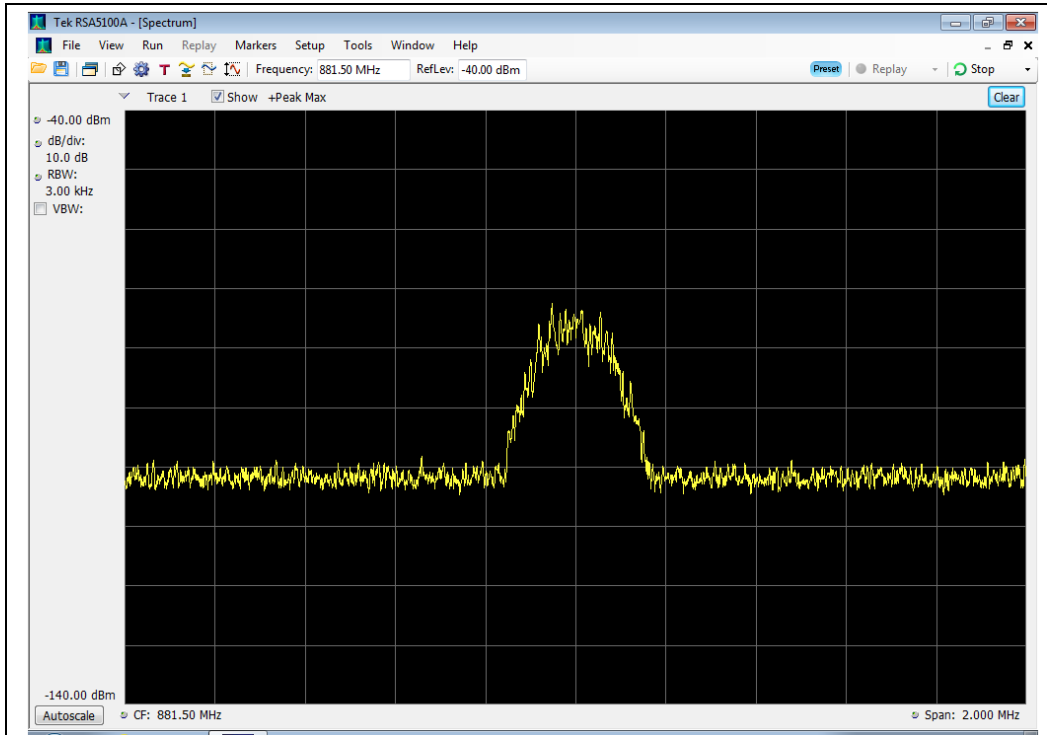 Tek RSA5100A - [Spectrum]
File View Run Replay Markers Setup Tools Window Help
Frequency: 881.50 MHz RefLev: -40.00 dBm Preset Replay Stop
Trace 1 Show +Peak Max Clear
-40.00 dBm
dB/div:
10.0 dB
RBW:
3.00 kHz
VBW:
-140.00 dBm
Autoscale CF: 881.50 MHz Span: 2.000 MHz